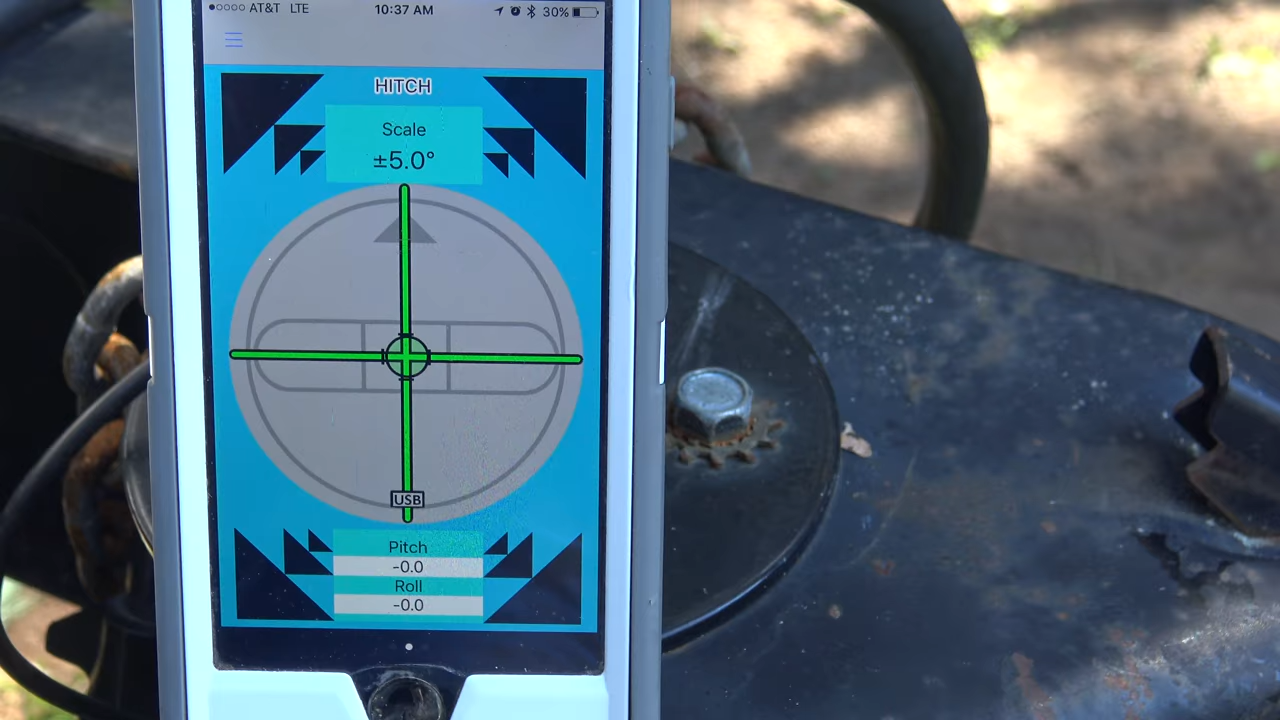 AT&T LTE 10:37 AM 30%
HITCH
Scale
±5.0°
USB
Pitch
-0.0
Roll
-0.0